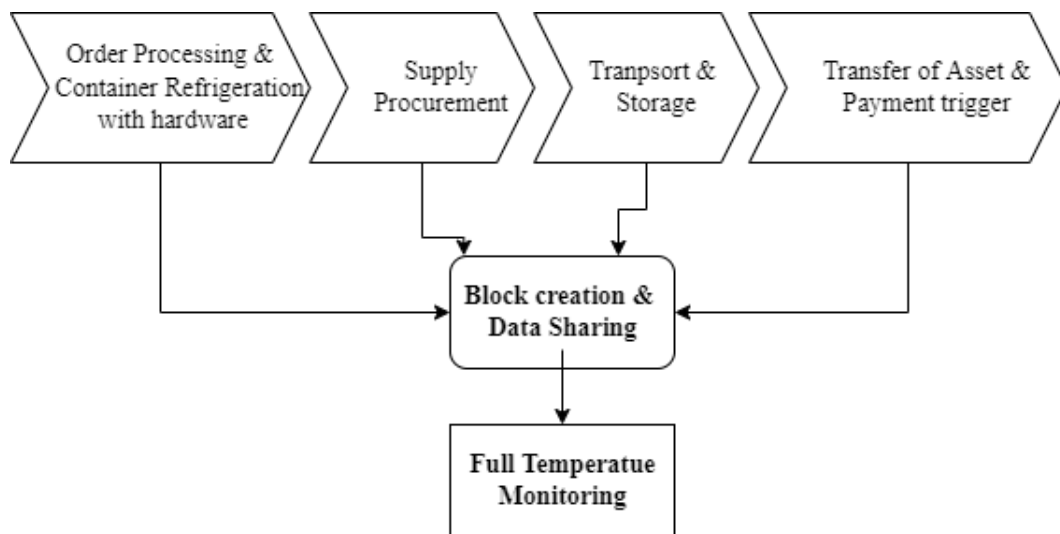 Order Processing &
Container Refrigeration
with hardware
Supply
Procurement
Tranpsort &
Storage
Transfer of Asset &
Payment trigger
Block creation &
Data Sharing
Full Temperatue
Monitoring